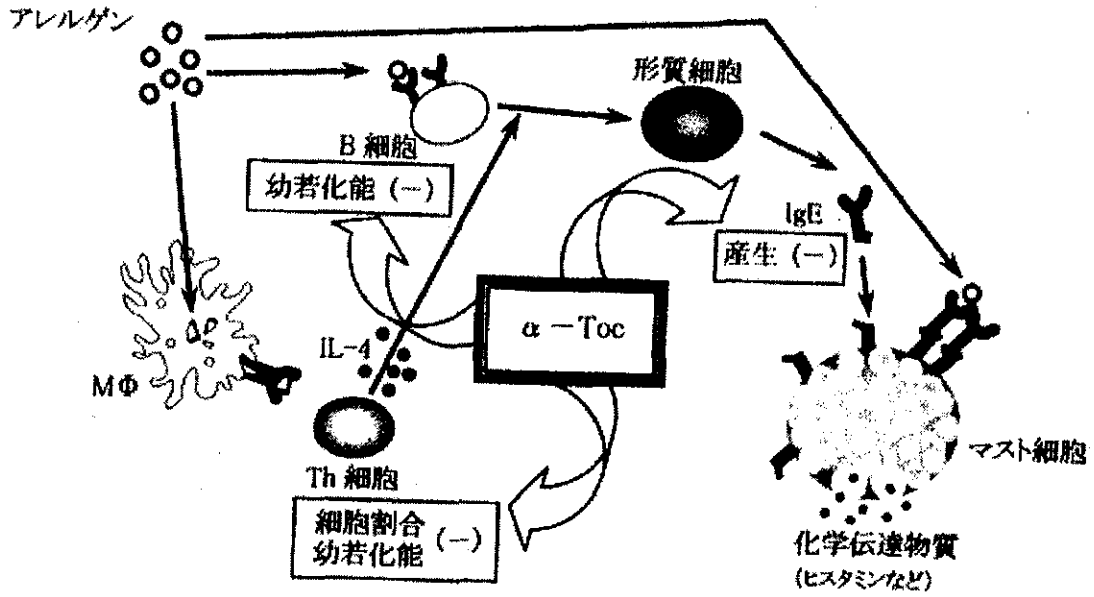 アレルゲン
形質細胞
B 細胞
幼若化能 (−)
IgE
産生 (−)
α −Toc
IL-4
MΦ
Th 細胞
マスト細胞
細胞割合
幼若化能 (−)
化学伝達物質
(ヒスタミンなど)